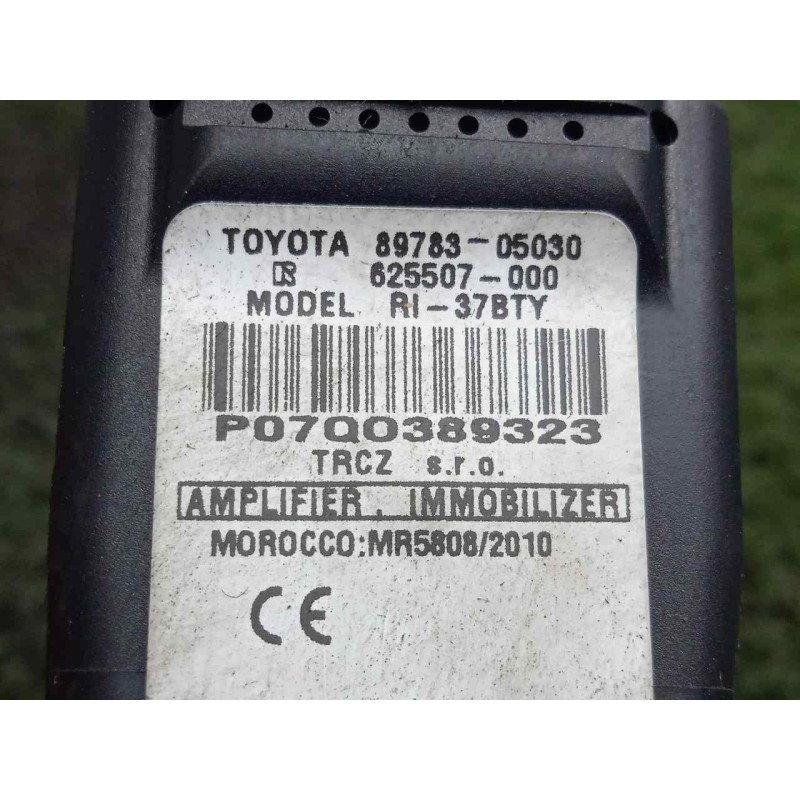 TOYOTA 89783-05030
625507-000
MODEL RI-37BTY
P07Q0389323
TRCZ s.r.o.
AMPLIFIER, IMMOBILIZER
MOROCCO:MR5808/2010
CE